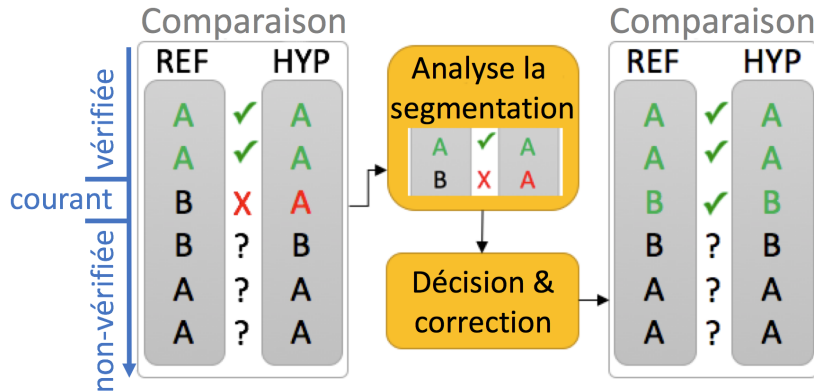 Comparaison
REF HYP
A ✓ A
A ✓ A
B X A
B ? B
A ? A
A ? A
vérifiée
courant
non-vérifiée
Analyse la
segmentation
A ✓ A
B X A
Décision &
correction
Comparaison
REF HYP
A ✓ A
A ✓ A
B ✓ B
B ? B
A ? A
A ? A